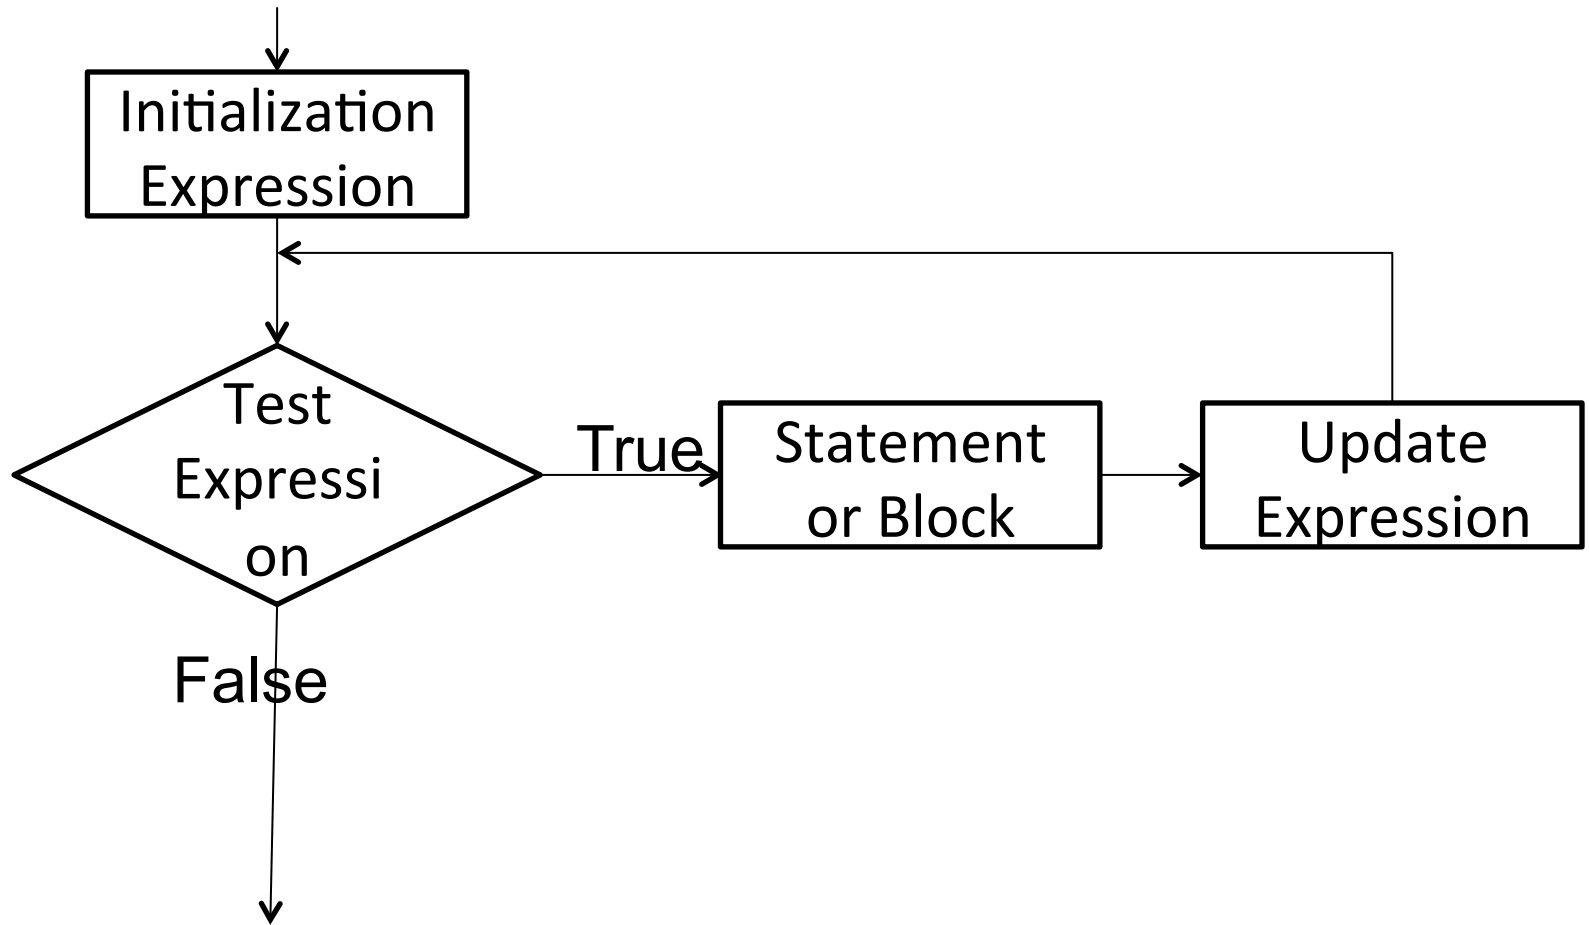 Initialization
Expression
Test
Expressi
on
True
Statement
or Block
Update
Expression
False